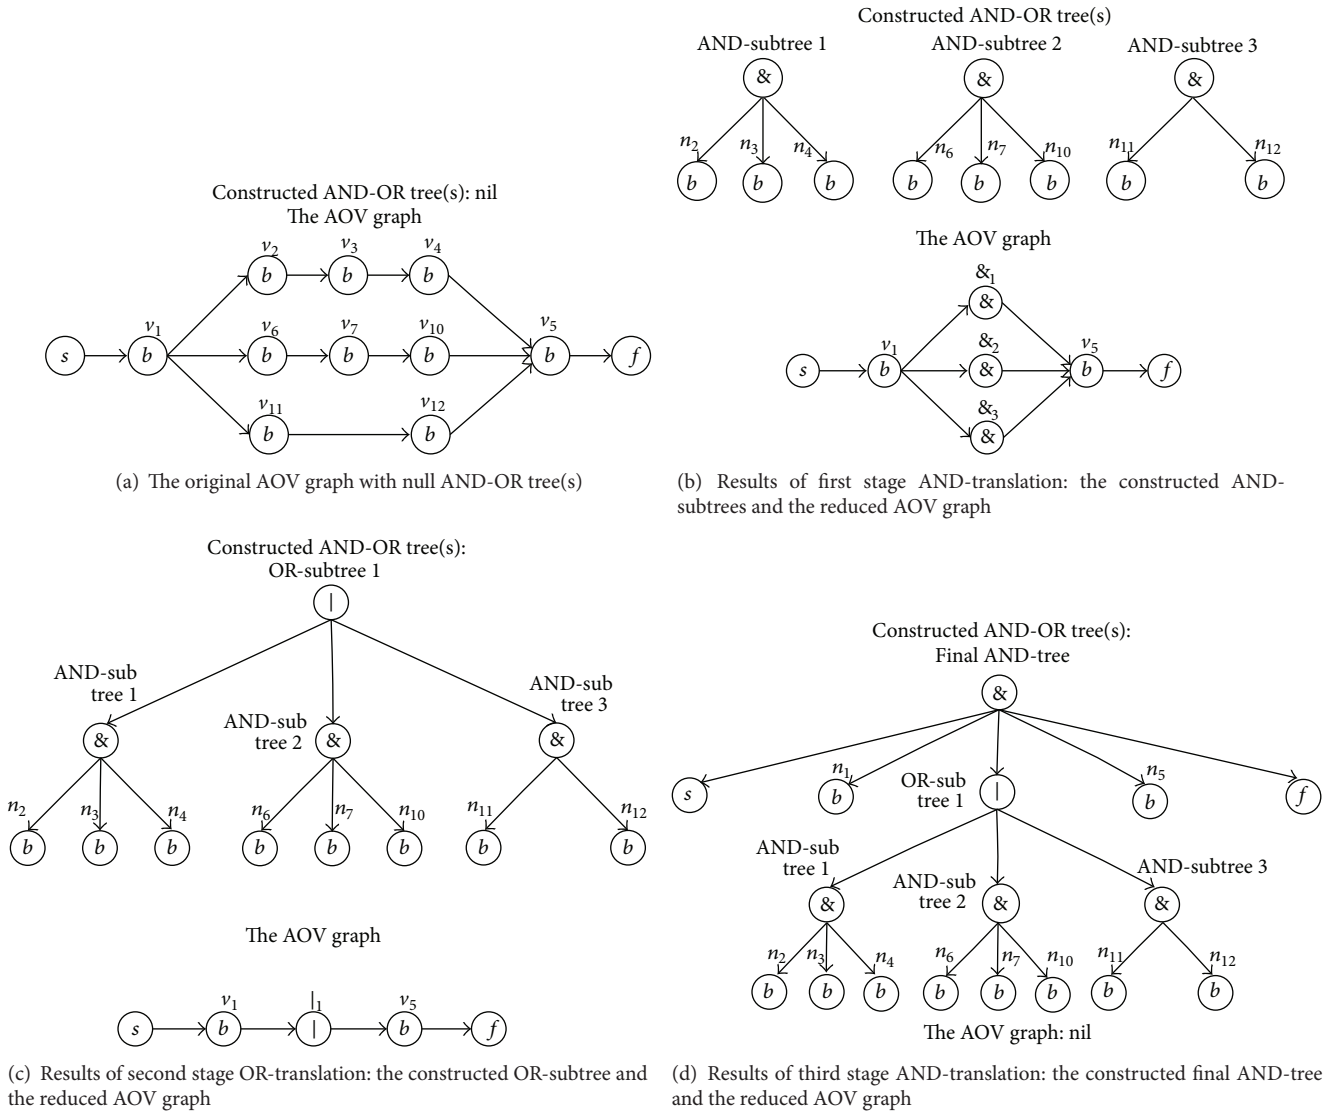 Constructed AND-OR tree(s): nil
The AOV graph
v2 v3 v4
b b b
v1 v6 v7 v10 v5
s b b b b b f
v11 v12
b b
(a) The original AOV graph with null AND-OR tree(s)
Constructed AND-OR tree(s)
AND-subtree 1 AND-subtree 2 AND-subtree 3
& & &
n2 n3 n4 n6 n7 n10 n11 n12
b b b b b b b b
The AOV graph
&1
&
v1 &2 v5
s b & b f
&3
&
(b) Results of first stage AND-translation: the constructed AND-
subtrees and the reduced AOV graph
Constructed AND-OR tree(s):
OR-subtree 1
|
AND-sub
tree 1
AND-sub
tree 2
AND-sub
tree 3
& & &
n2 n3 n4 n6 n7 n10 n11 n12
b b b b b b b b
The AOV graph
v1 |1 v5
s b | b f
(c) Results of second stage OR-translation: the constructed OR-subtree and
the reduced AOV graph
Constructed AND-OR tree(s):
Final AND-tree
&
n1 OR-sub
tree 1 n5
s b | b f
AND-sub
tree 1
AND-sub
tree 2
AND-subtree 3
& & &
n2 n3 n4 n6 n7 n10 n11 n12
b b b b b b b b
The AOV graph: nil
(d) Results of third stage AND-translation: the constructed final AND-tree
and the reduced AOV graph